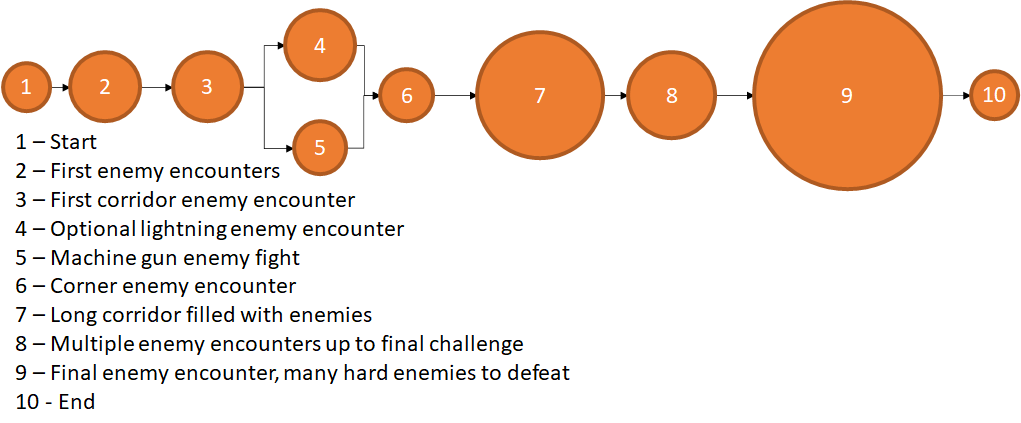 1
2
3
4
5
6
7
8
9
10
1 – Start
2 – First enemy encounters
3 – First corridor enemy encounter
4 – Optional lightning enemy encounter
5 – Machine gun enemy fight
6 – Corner enemy encounter
7 – Long corridor filled with enemies
8 – Multiple enemy encounters up to final challenge
9 – Final enemy encounter, many hard enemies to defeat
10 - End